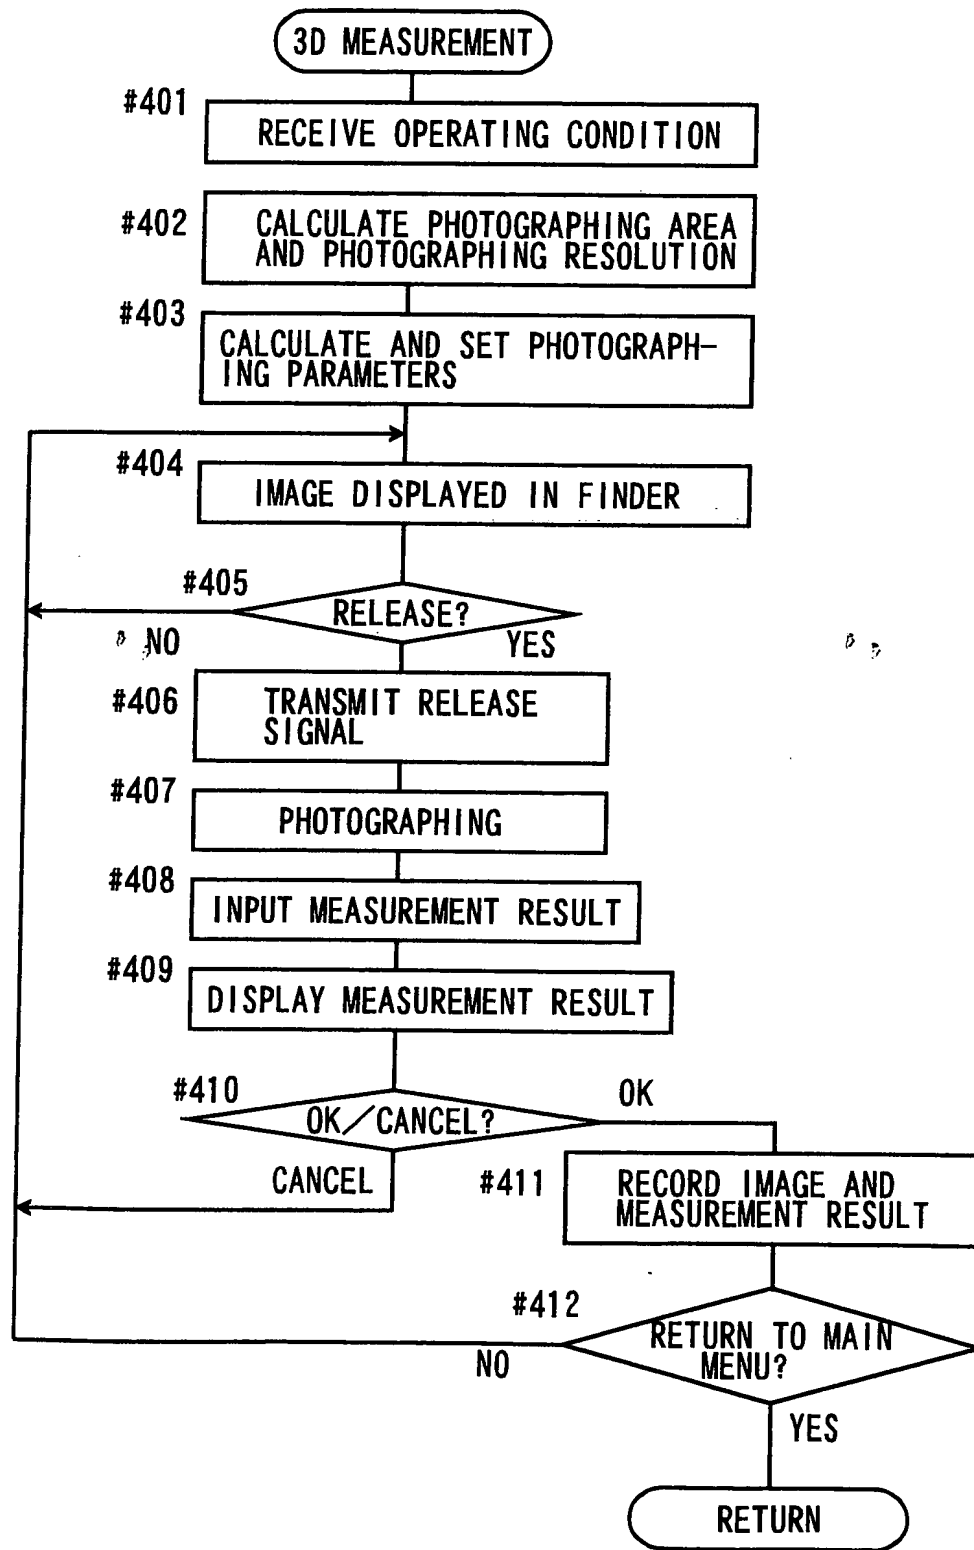 3D MEASUREMENT
#401
RECEIVE OPERATING CONDITION
#402
CALCULATE PHOTOGRAPHING AREA
AND PHOTOGRAPHING RESOLUTION
#403
CALCULATE AND SET PHOTOGRAPH-
ING PARAMETERS
#404
IMAGE DISPLAYED IN FINDER
#405
RELEASE?
NO
YES
#406
TRANSMIT RELEASE
SIGNAL
#407
PHOTOGRAPHING
#408
INPUT MEASUREMENT RESULT
#409
DISPLAY MEASUREMENT RESULT
#410
OK/CANCEL?
OK
CANCEL
#411
RECORD IMAGE AND
MEASUREMENT RESULT
#412
RETURN TO MAIN
MENU?
NO
YES
RETURN